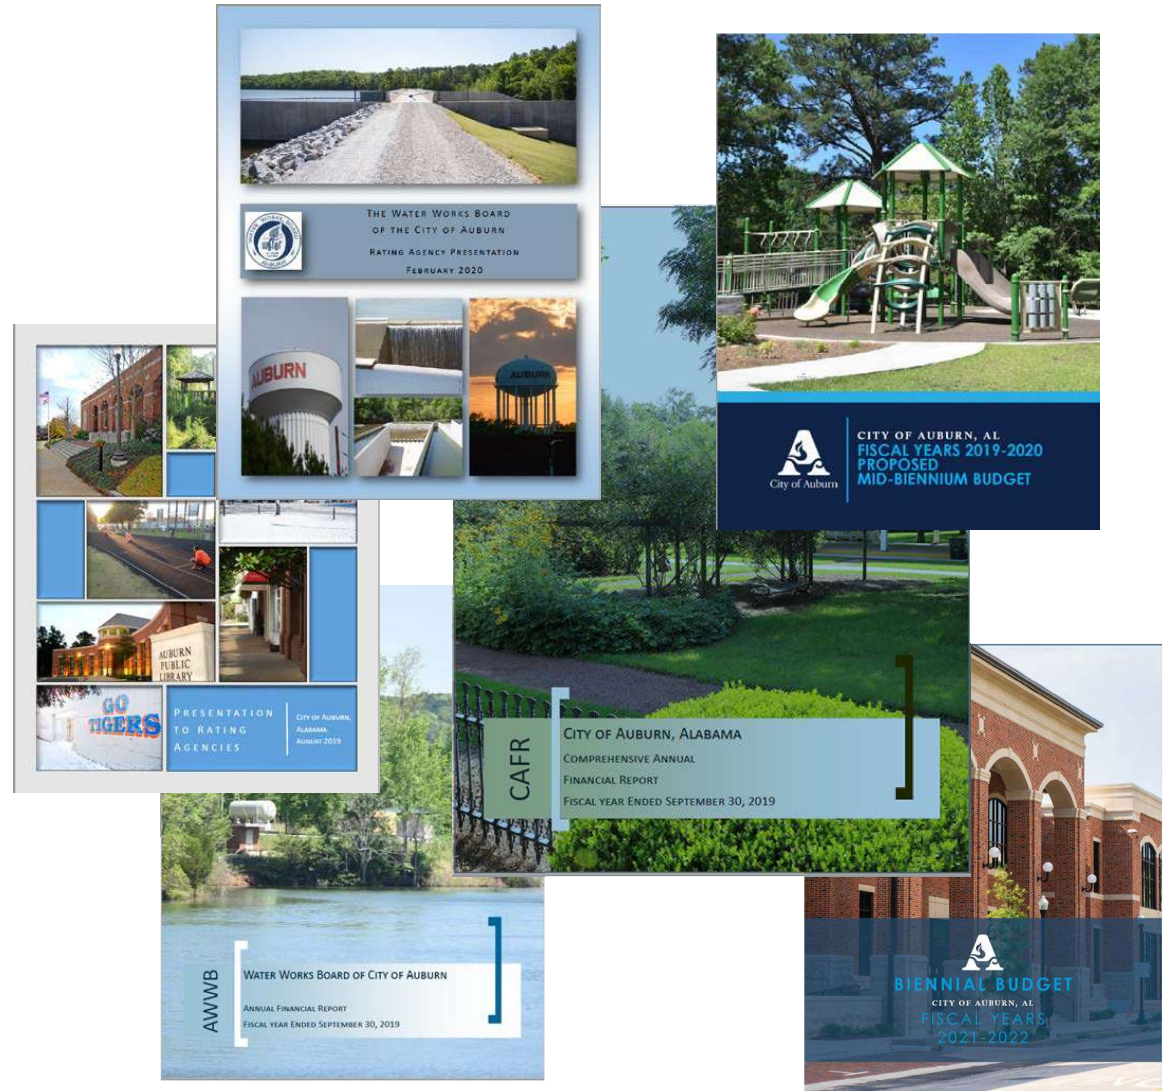 THE WATER WORKS BOARD
OF THE CITY OF AUBURN
RATING AGENCY PRESENTATION
FEBRUARY 2020
WATER WORKS BOARD
AUBURN
AUBURN
AUBURN
CITY OF AUBURN, AL
FISCAL YEARS 2019-2020
PROPOSED
MID-BIENNIUM BUDGET
City of Auburn
AUBURN
PUBLIC
LIBRARY
GO
TIGERS
PRESENTATION
TO RATING
AGENCIES
CITY OF AUBURN,
ALABAMA
AUGUST 2019
CAFR
CITY OF AUBURN, ALABAMA
COMPREHENSIVE ANNUAL
FINANCIAL REPORT
FISCAL YEAR ENDED SEPTEMBER 30, 2019
AWWB
WATER WORKS BOARD OF CITY OF AUBURN
ANNUAL FINANCIAL REPORT
FISCAL YEAR ENDED SEPTEMBER 30, 2019
BIENNIAL BUDGET
CITY OF AUBURN, AL
FISCAL YEARS
2021-2022